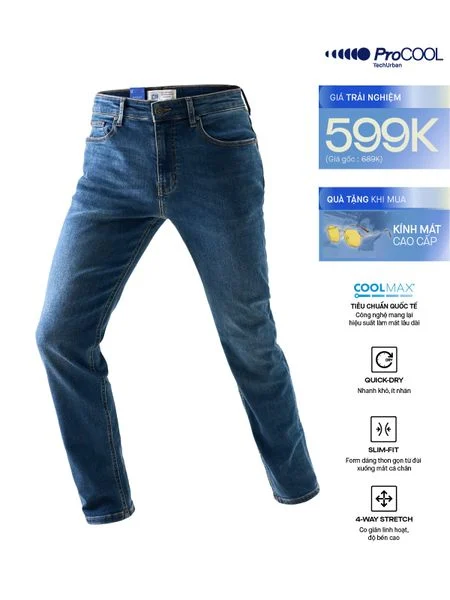 ProCOOL
TechUrban
GIÁ TRẢI NGHIỆM
599K
(Giá gốc : 689K)
QUÀ TẶNG KHI MUA
KÍNH MÁT
CAO CẤP
COOLMAX®
TIÊU CHUẨN QUỐC TẾ
Công nghệ mang lại
hiệu suất làm mát lâu dài
QUICK-DRY
Nhanh khô, ít nhăn
SLIM-FIT
Form dáng thon gọn từ đùi
xuống mắt cá chân
4-WAY STRETCH
Co giãn linh hoạt,
độ bền cao